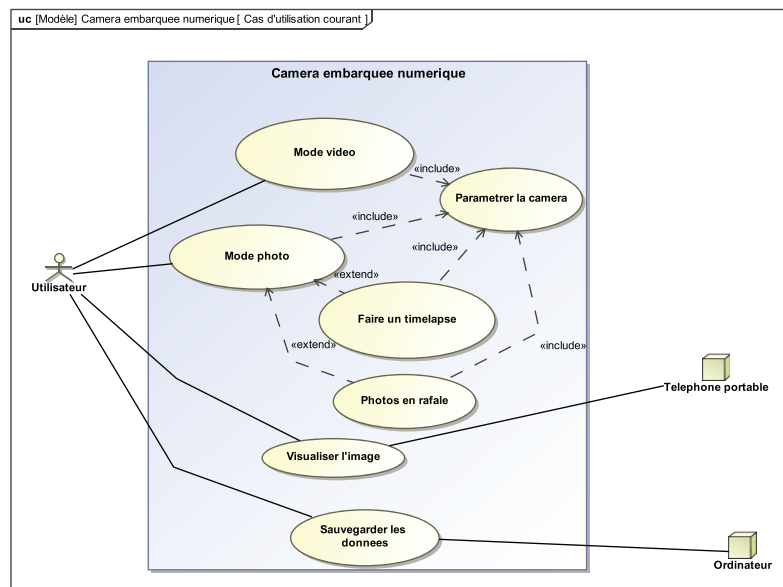 uc [Modèle] Camera embarquee numerique [ Cas d'utilisation courant ]
Camera embarquee numerique
Mode video
«include»
Parametrer la camera
«include»
«include»
Mode photo
«extend»
Utilisateur
Faire un timelapse
«extend»
«include»
Telephone portable
Photos en rafale
Visualiser l'image
Sauvegarder les
donnees
Ordinateur